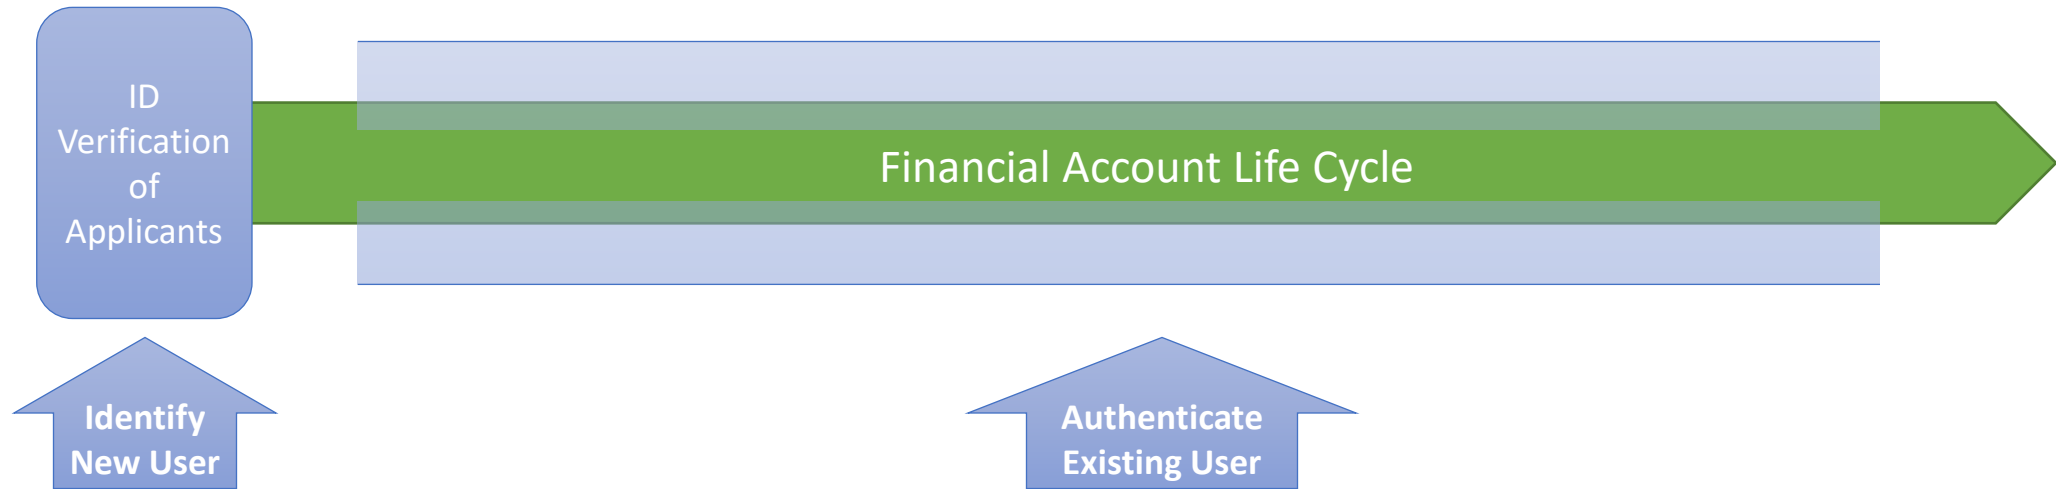 ID
Verification
of
Applicants
Financial Account Life Cycle
Identify
New User
Authenticate
Existing User